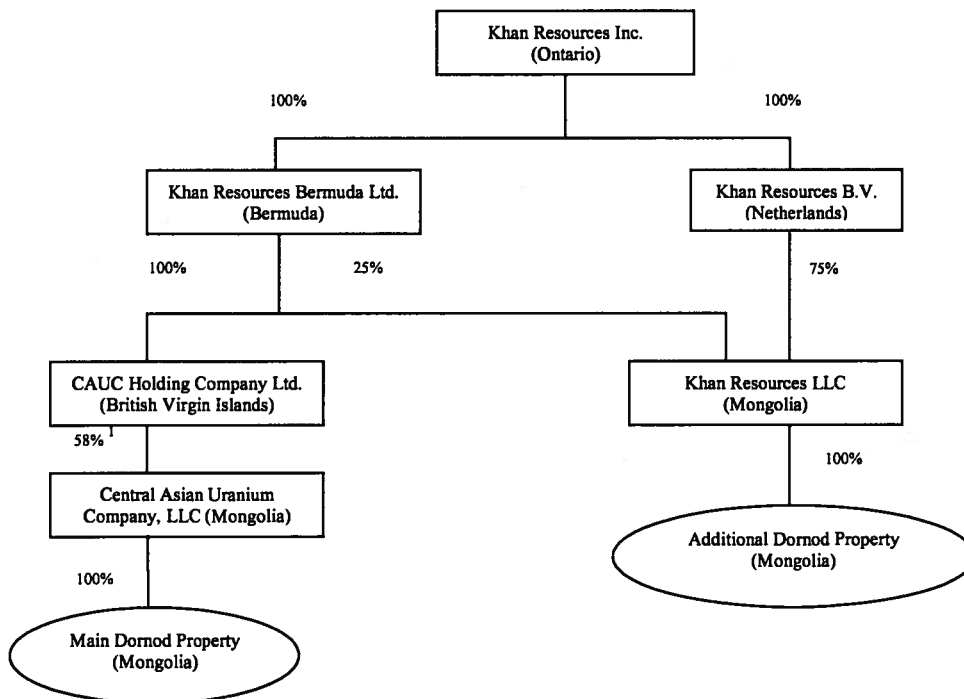 Khan Resources Inc.
(Ontario)
100%
100%
Khan Resources Bermuda Ltd.
(Bermuda)
Khan Resources B.V.
(Netherlands)
100%
25%
75%
CAUC Holding Company Ltd.
(British Virgin Islands)
Khan Resources LLC
(Mongolia)
58% 1
100%
Central Asian Uranium
Company, LLC (Mongolia)
Additional Dornod Property
(Mongolia)
100%
Main Dornod Property
(Mongolia)